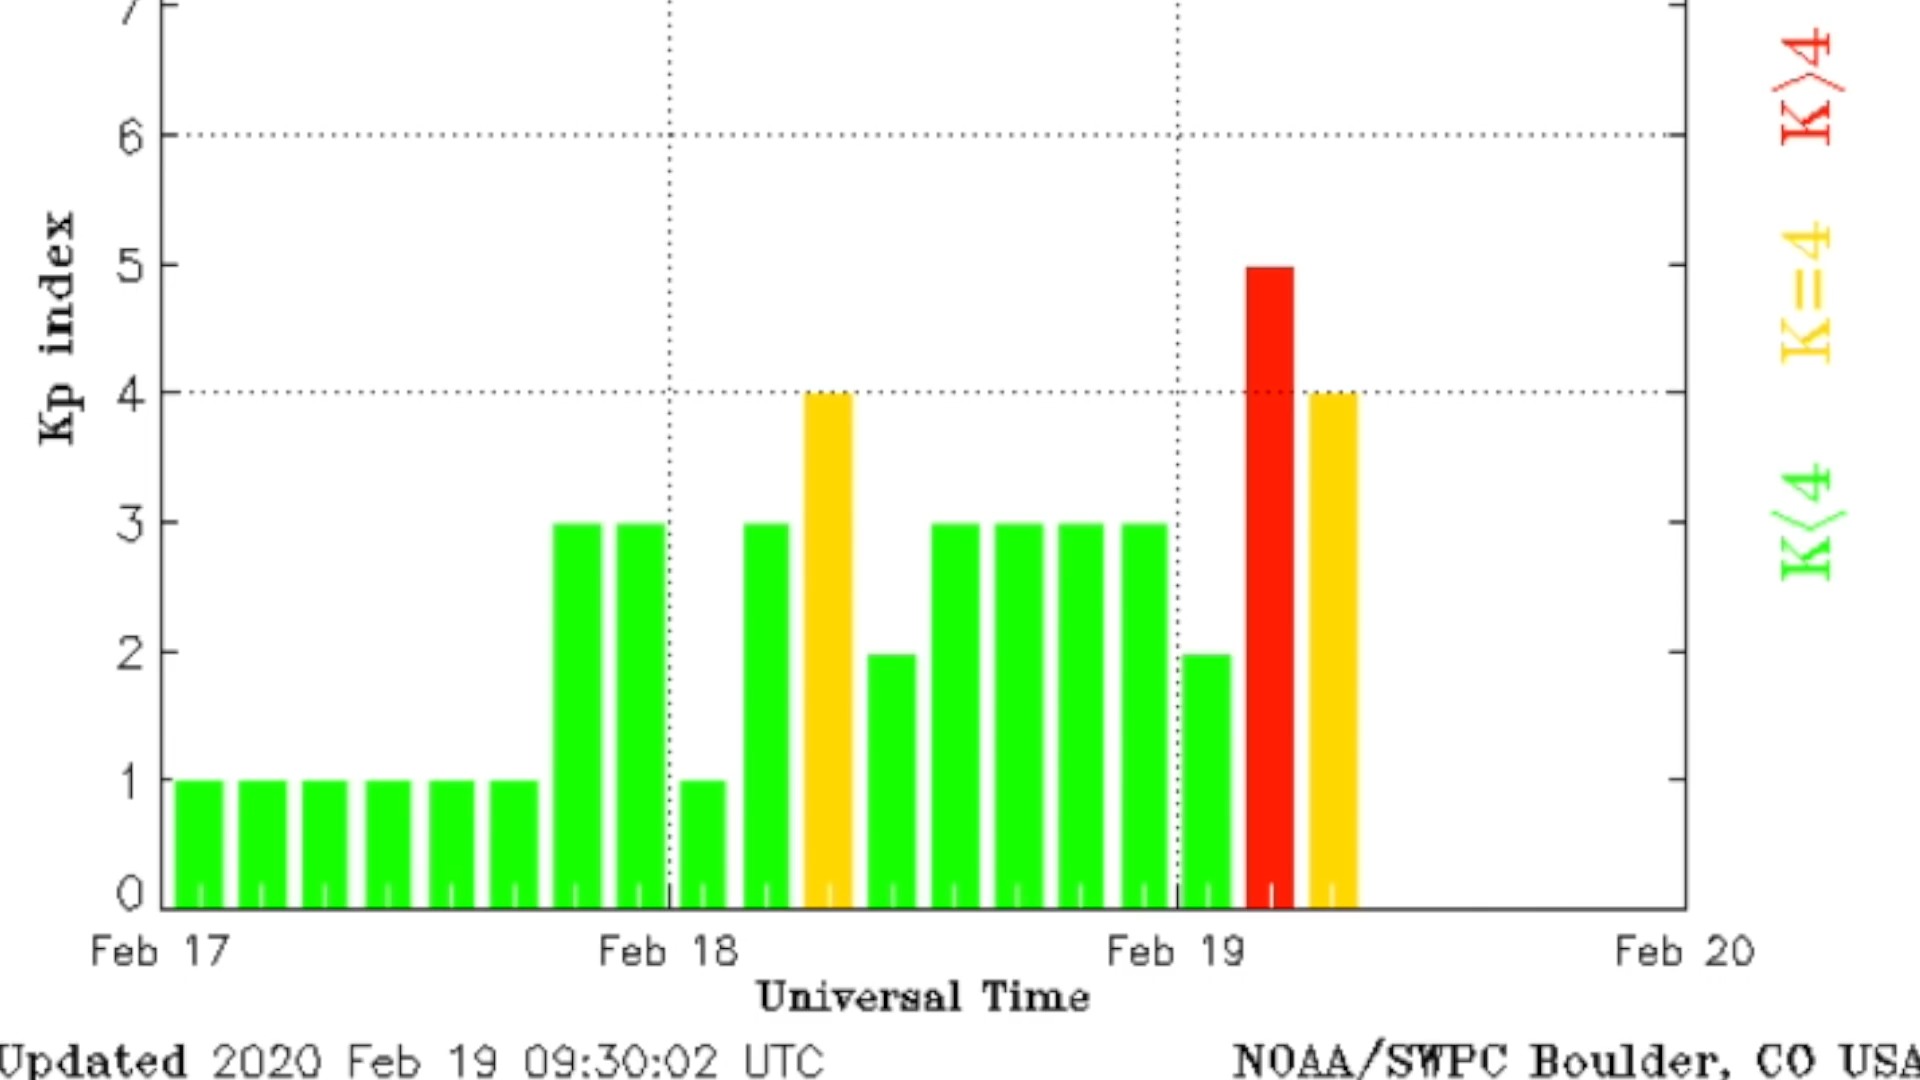 7
6
5
4
3
2
1
0
Kp index
K>4
K=4
K<4
Feb 17
Feb 18
Feb 19
Feb 20
Universal Time
Updated 2020 Feb 19 09:30:02 UTC
NOAA/SWPC Boulder, CO USA